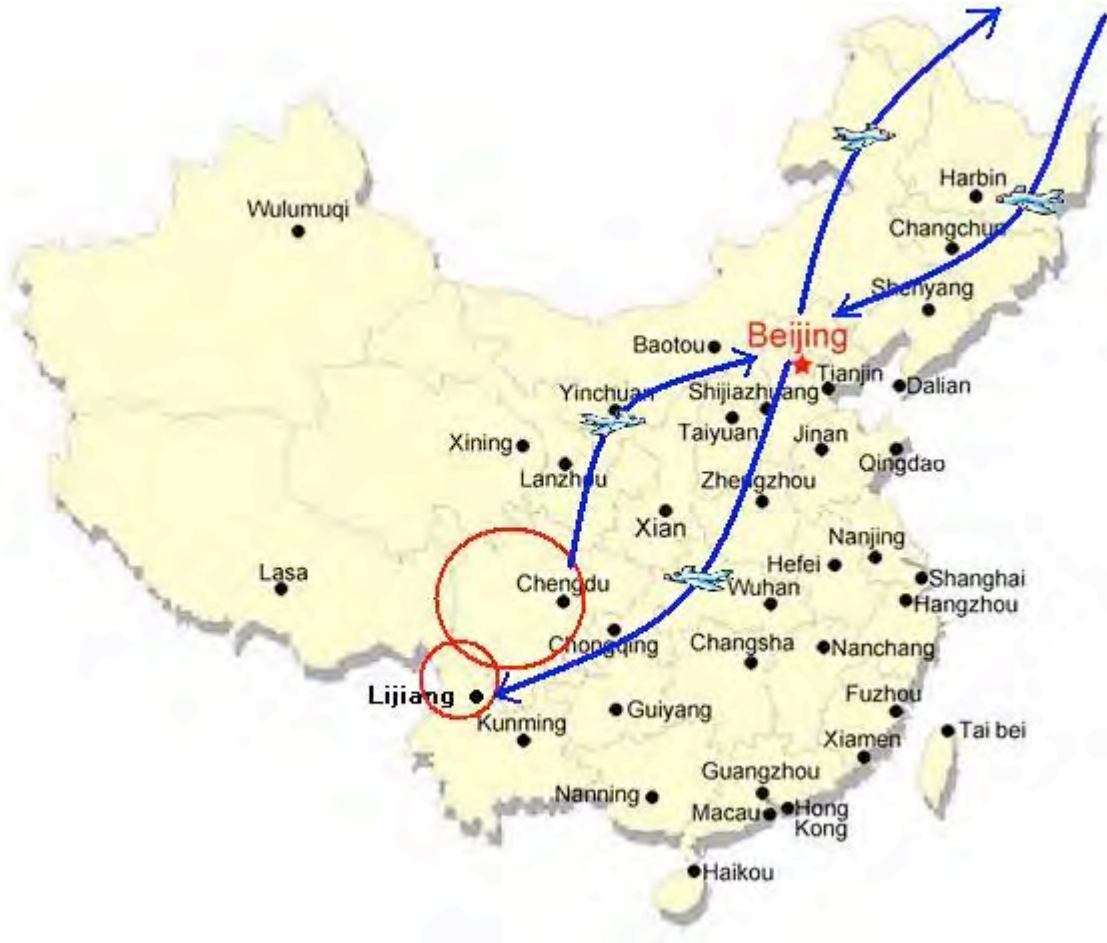 Harbin
Wulumuqi
Changchun
Shenyang
Beijing
Baotou
Tianjin
Dalian
Yinchuan
Shijiazhuang
Taiyuan
Jinan
Xining
Qingdao
Lanzhou
Zhengzhou
Xian
Nanjing
Hefei
Lasa
Chengdu
Shanghai
Wuhan
Hangzhou
Chongqing
Changsha
Nanchang
Lijiang
Fuzhou
Guiyang
Kunming
Tai bei
Xiamen
Guangzhou
Nanning
Macau
Hong
Kong
Haikou